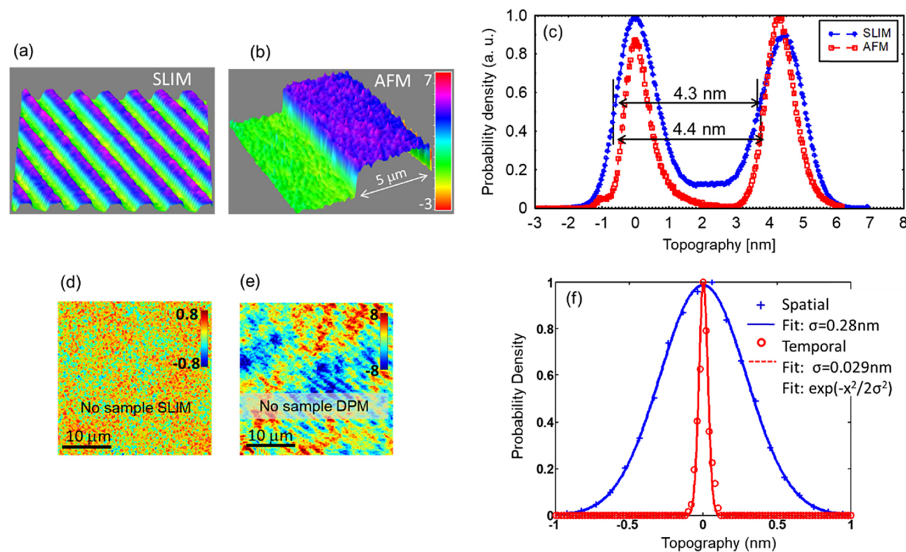 (a)
SLIM
(b)
AFM
7
-3
5 μm
(c)
Probability density (a. u.)
1.0
0.8
0.6
0.4
0.2
0
-3 -2 -1 0 1 2 3 4 5 6 7 8
Topography [nm]
SLIM
AFM
4.3 nm
4.4 nm
(d)
0.8
-0.8
No sample SLIM
10 μm
(e)
8
-8
No sample DPM
10 μm
(f)
Probability Density
1
0.8
0.6
0.4
0.2
0
-1 -0.5 0 0.5 1
Topography (nm)
Spatial
Fit: σ=0.28nm
Temporal
Fit: σ=0.029nm
Fit: exp(-x²/2σ²)